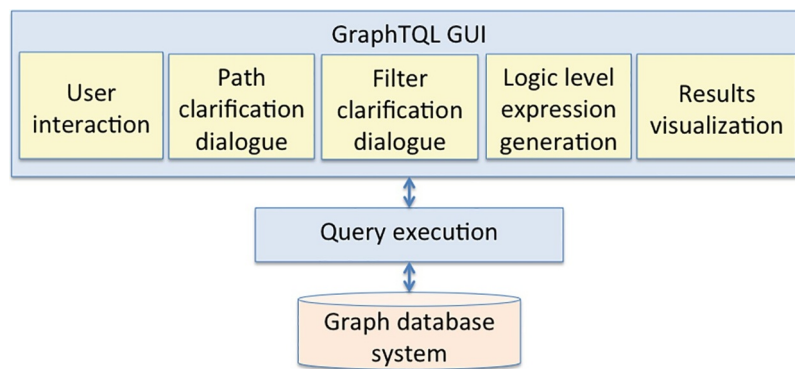 GraphTQL GUI
User
interaction
Path
clarification
dialogue
Filter
clarification
dialogue
Logic level
expression
generation
Results
visualization
Query execution
Graph database
system